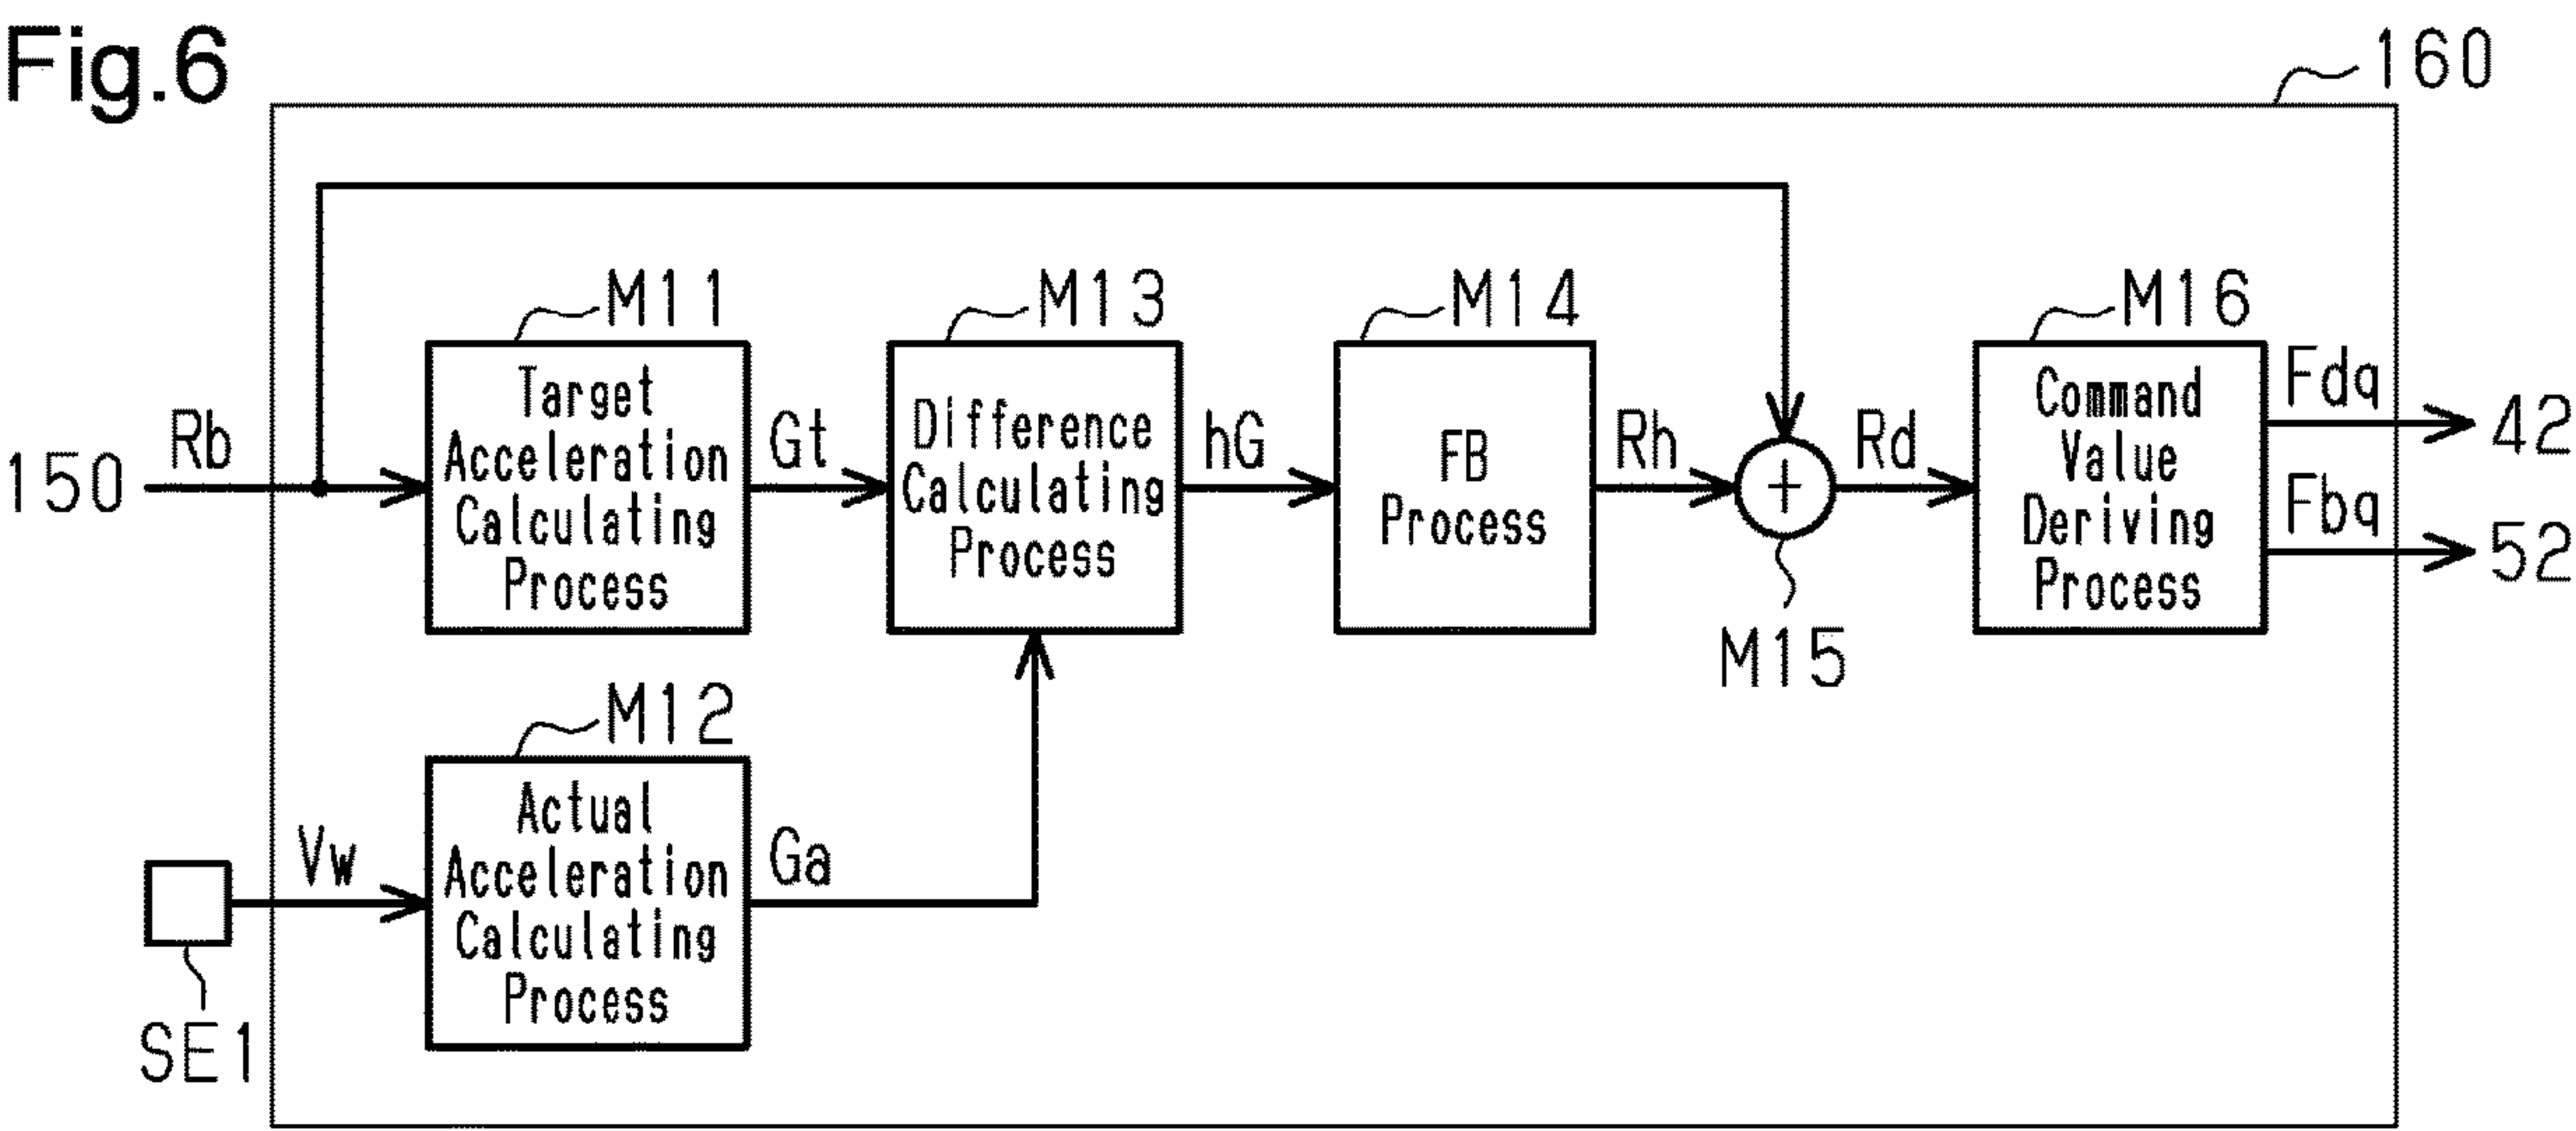 Fig.6
160
M11
M13
M14
M16
Target
Acceleration
Calculating
Process
Difference
Calculating
Process
FB
Process
Command
Value
Deriving
Process
150
Rb
Gt
hG
Rh
+
Rd
Fdq
42
Fbq
52
M15
M12
Actual
Acceleration
Calculating
Process
Vw
Ga
SE1